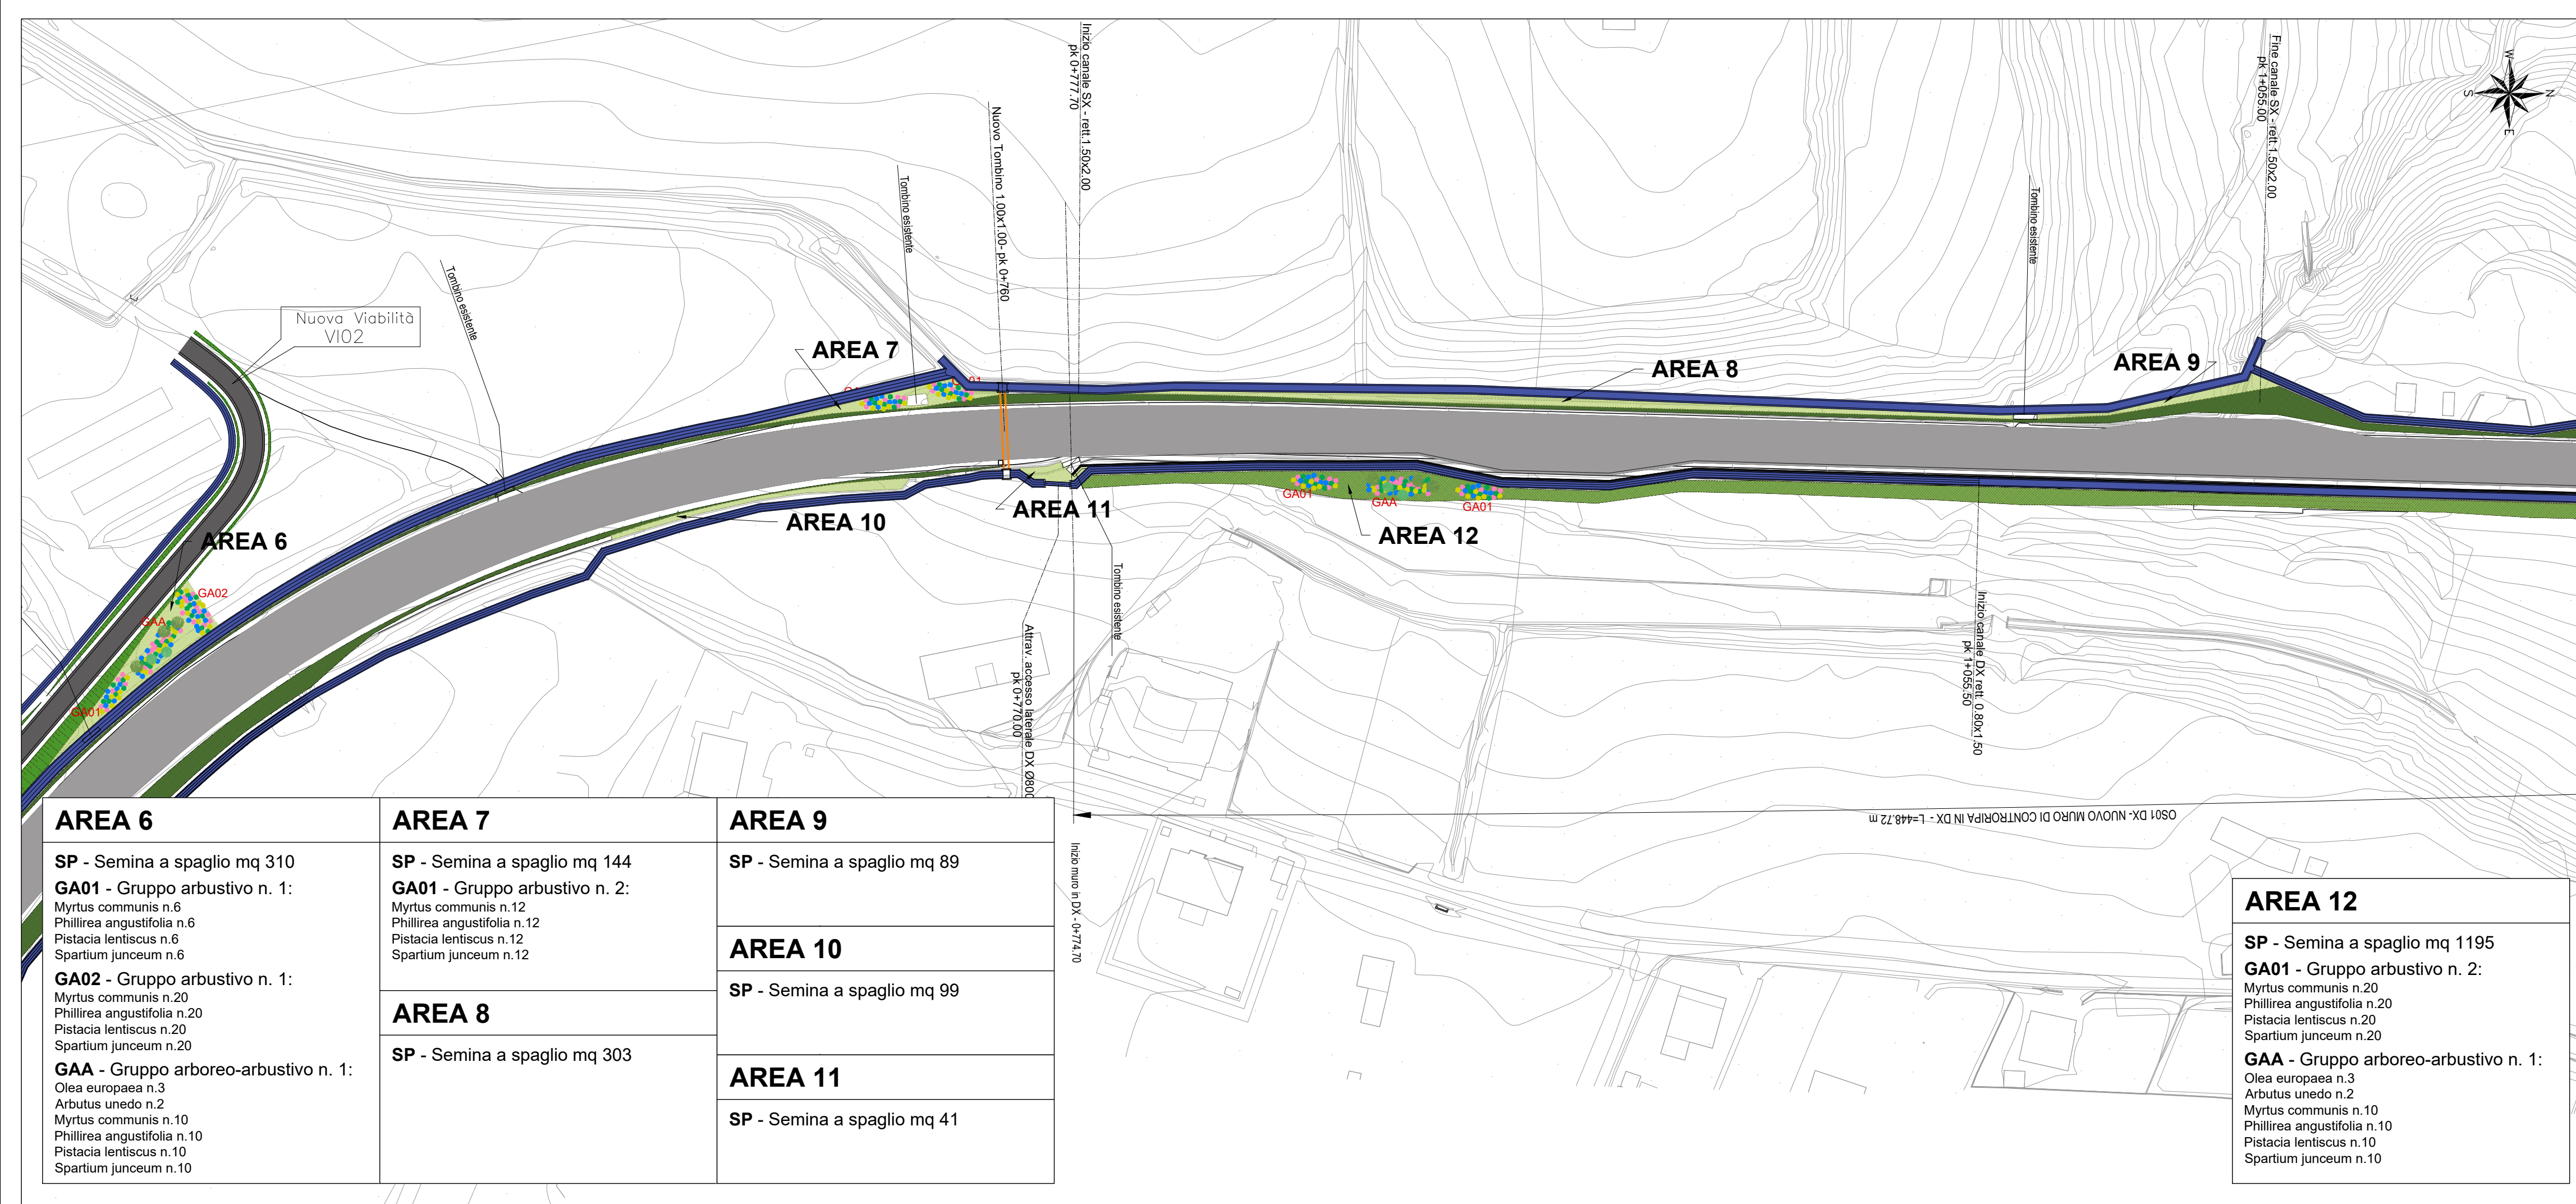 Inizio canale SX - rett.1.50x2.00
pk 0+777.70
Fine canale SX - rett.1.50x2.00
pk 1+055.00
W
S
N
E
Nuovo Tombino 1.00x1.00- pk 0+760
Tombino esistente
Tombino esistente
Tombino esistente
Nuova Viabilità
VI02
AREA 7
AREA 8
AREA 9
GA01
GA01
GAA
GA01
AREA 10
AREA 11
AREA 12
AREA 6
GA02
GAA
GA01
Tombino esistente
Attrav. accesso laterale DX Ø800
pk 0+770.00
Inizio canale DX rett. 0.80x1.50
pk 1+055.50
OS01 DX- NUOVO MURO DI CONTRORIPA IN DX - L=448.72 m
Inizio muro in DX - 0+774.70
AREA 6
SP - Semina a spaglio mq 310
GA01 - Gruppo arbustivo n. 1:
Myrtus communis n.6
Phillirea angustifolia n.6
Pistacia lentiscus n.6
Spartium junceum n.6
GA02 - Gruppo arbustivo n. 1:
Myrtus communis n.20
Phillirea angustifolia n.20
Pistacia lentiscus n.20
Spartium junceum n.20
GAA - Gruppo arboreo-arbustivo n. 1:
Olea europaea n.3
Arbutus unedo n.2
Myrtus communis n.10
Phillirea angustifolia n.10
Pistacia lentiscus n.10
Spartium junceum n.10
AREA 7
SP - Semina a spaglio mq 144
GA01 - Gruppo arbustivo n. 2:
Myrtus communis n.12
Phillirea angustifolia n.12
Pistacia lentiscus n.12
Spartium junceum n.12
AREA 8
SP - Semina a spaglio mq 303
AREA 9
SP - Semina a spaglio mq 89
AREA 10
SP - Semina a spaglio mq 99
AREA 11
SP - Semina a spaglio mq 41
AREA 12
SP - Semina a spaglio mq 1195
GA01 - Gruppo arbustivo n. 2:
Myrtus communis n.20
Phillirea angustifolia n.20
Pistacia lentiscus n.20
Spartium junceum n.20
GAA - Gruppo arboreo-arbustivo n. 1:
Olea europaea n.3
Arbutus unedo n.2
Myrtus communis n.10
Phillirea angustifolia n.10
Pistacia lentiscus n.10
Spartium junceum n.10